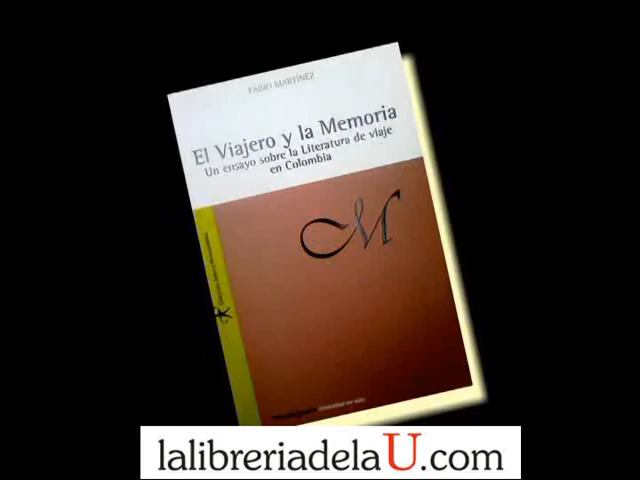 FABIO MARTÍNEZ
El Viajero y la Memoria
Un ensayo sobre la Literatura de viaje
en Colombia
M
lalibreriadelaU.com